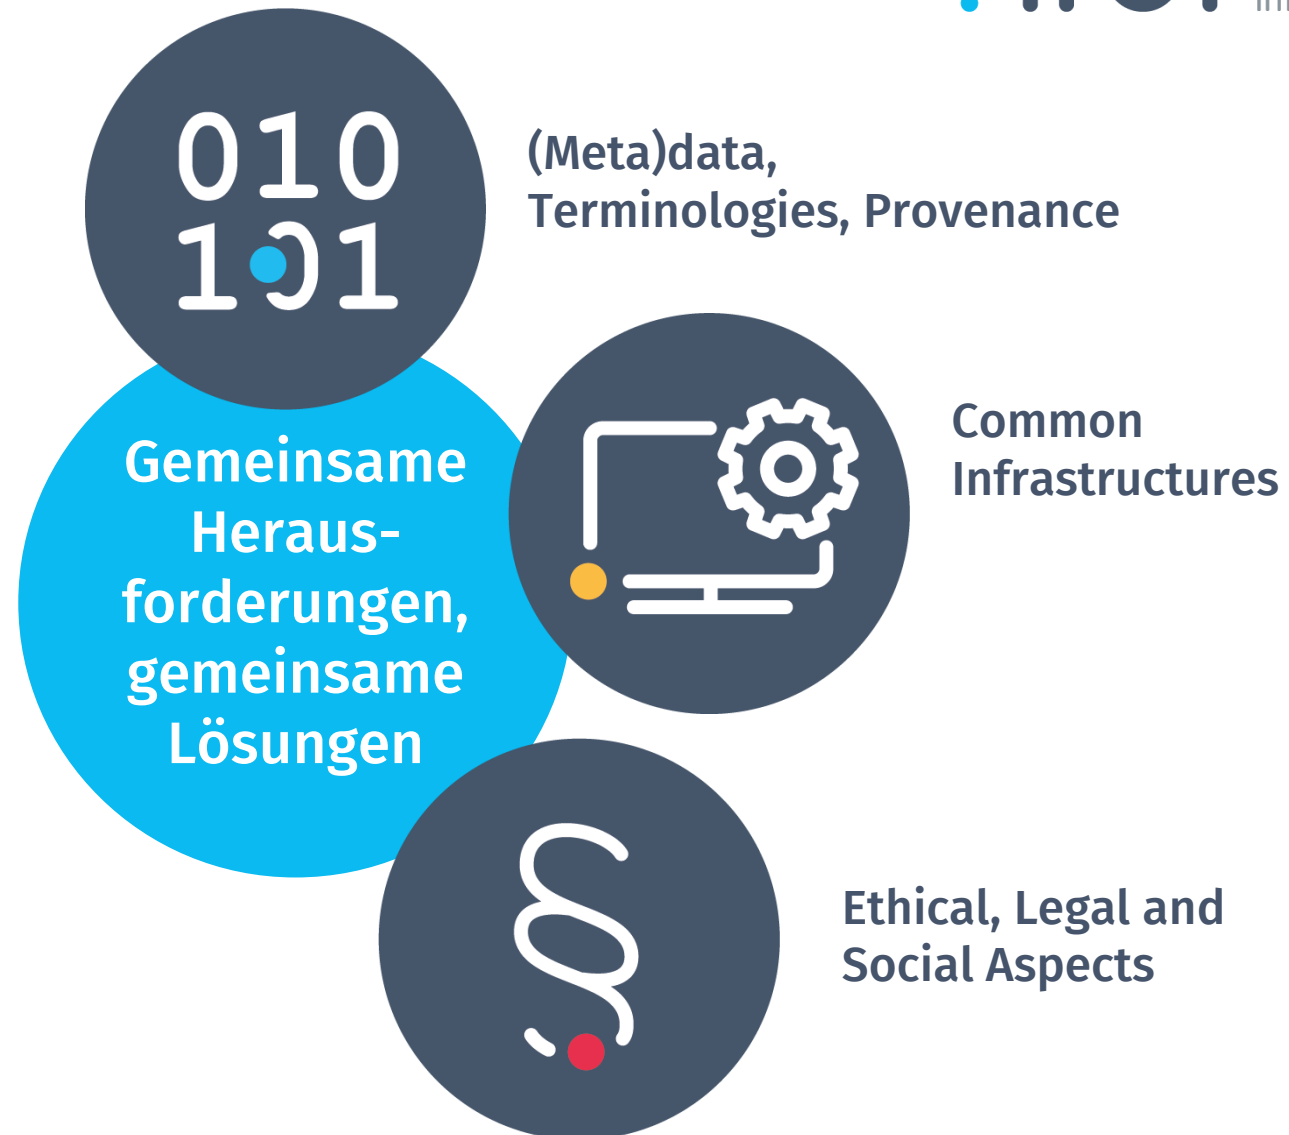 010
101
(Meta)data,
Terminologies, Provenance
Gemeinsame
Heraus-
forderungen,
gemeinsame
Lösungen
Common
Infrastructures
§
Ethical, Legal and
Social Aspects